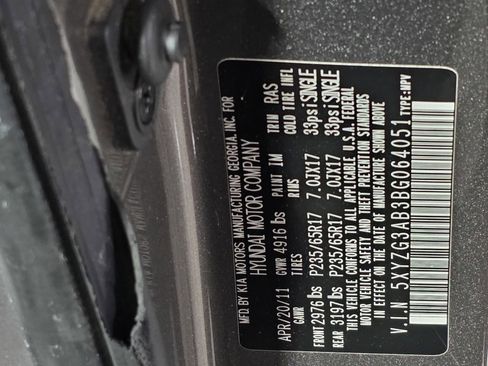 MFD. BY KIA MOTORS MANUFACTURING GEORGIA, INC. FOR
HYUNDAI MOTOR COMPANY
APR/20/11 GVWR 4916 lbs PAINT IM TRIM RAS
GAWR TIRES RIMS COLD TIRE INFL
FRONT 2976 lbs P235/65R17 7.0JX17 33psi SINGLE
REAR 3197 lbs P235/65R17 7.0JX17 33psi SINGLE
THIS VEHICLE CONFORMS TO ALL APPLICABLE U.S.A. FEDERAL
MOTOR VEHICLE SAFETY AND THEFT PREVENTION STANDARDS
IN EFFECT ON THE DATE OF MANUFACTURE SHOWN ABOVE
V.I.N 5XYZG3AB3BG064051 TYPE:MPV